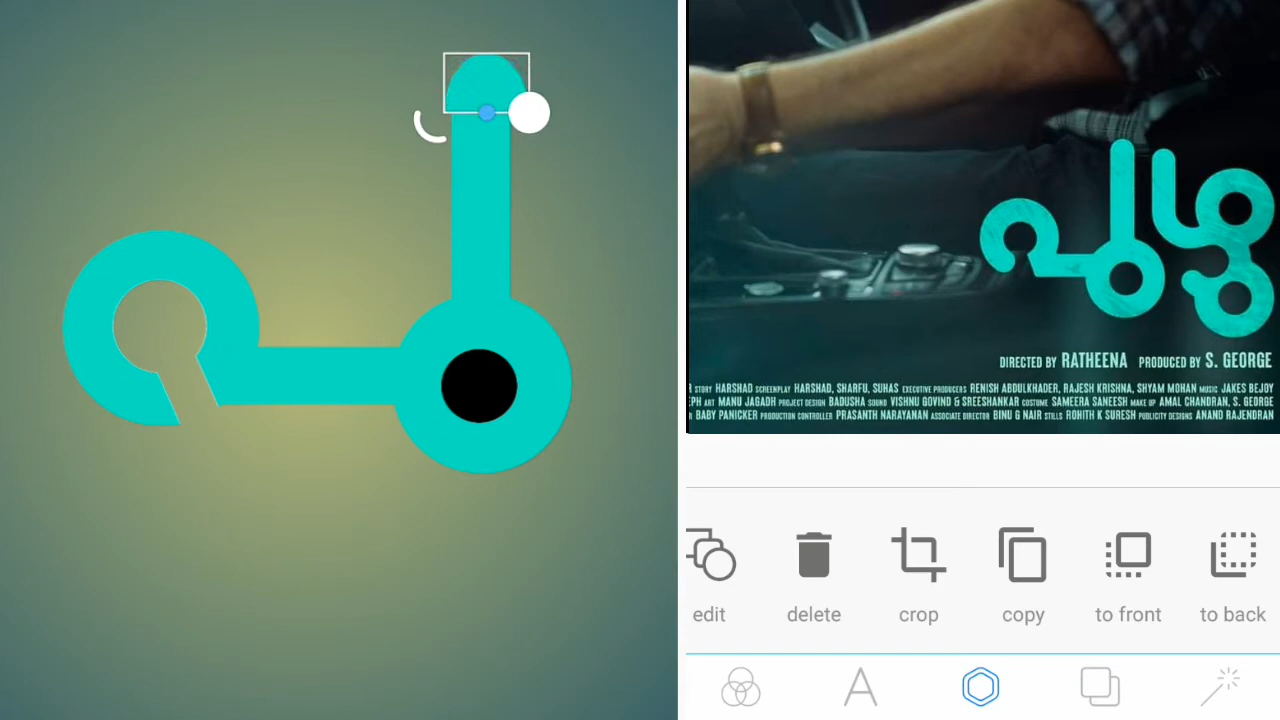 പു
പുഴു
DIRECTED BY RATHEENA PRODUCED BY S. GEORGE
STORY HARSHAD SCREENPLAY HARSHAD, SHARFU, SUHAS EXECUTIVE PRODUCERS RENISH ABDULKHADER, RAJESH KRISHNA, SHYAM MOHAN MUSIC JAKES BEJOY
ART MANU JAGADH PROJECT DESIGN BADUSHA SOUND VISHNU GOVIND & SREESHANKAR COSTUME SAMEERA SANEESH MAKE UP AMAL CHANDRAN, S. GEORGE
BABY PANICKER PRODUCTION CONTROLLER PRASANTH NARAYANAN ASSOCIATE DIRECTOR BINU G NAIR STILLS ROHITH K SURESH PUBLICITY DESIGNS ANAND RAJENDRAN
edit delete crop copy to front to back